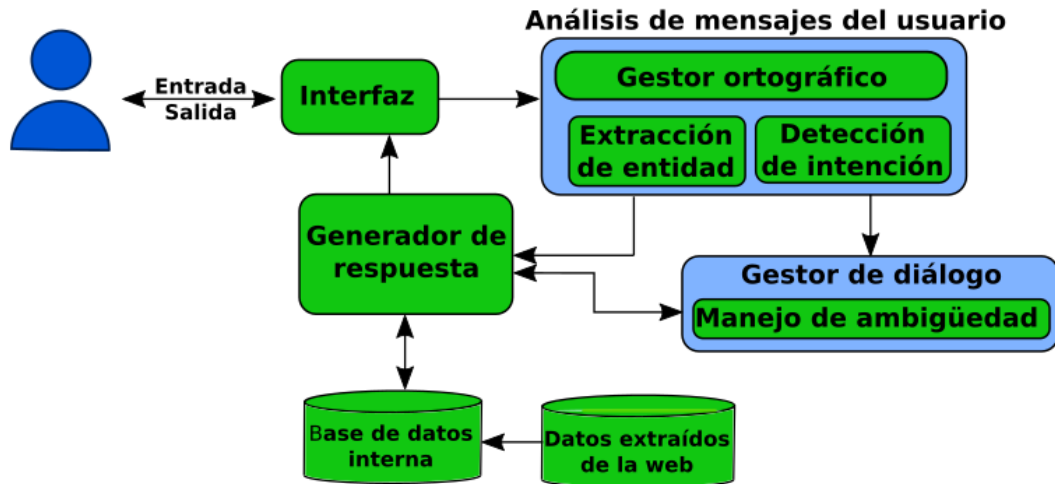 Análisis de mensajes del usuario
Gestor ortográfico
Entrada
Salida
Interfaz
Extracción
de entidad
Detección
de intención
Generador de
respuesta
Gestor de diálogo
Manejo de ambigüedad
Base de datos
interna
Datos extraídos
de la web